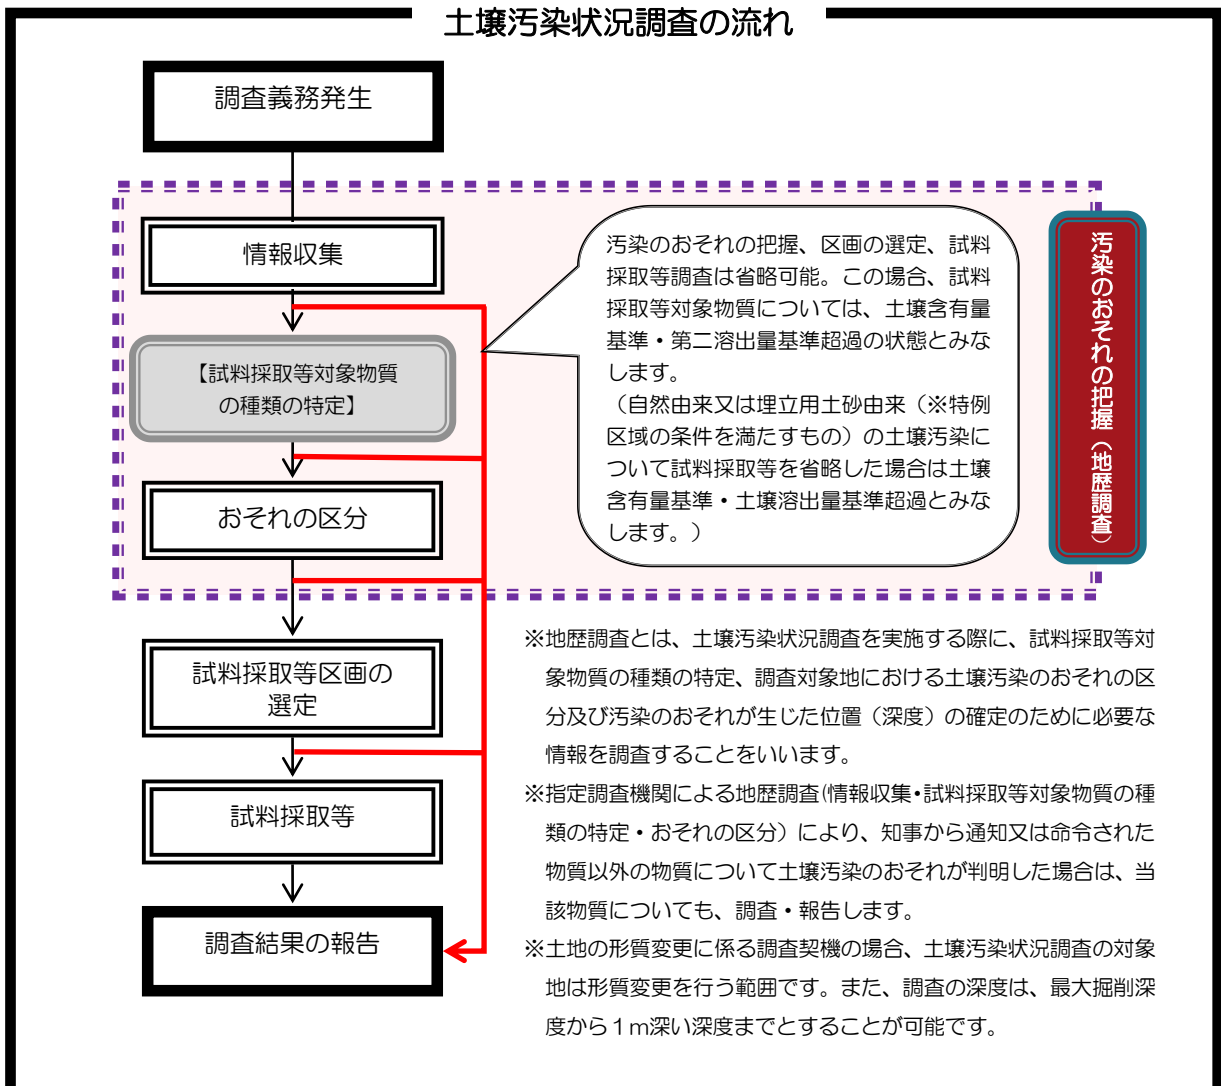 土壌汚染状況調査の流れ
調査義務発生
情報収集
【試料採取等対象物質
の種類の特定】
おそれの区分
試料採取等区画の
選定
試料採取等
調査結果の報告
汚染のおそれの把握、区画の選定、試料
採取等調査は省略可能。この場合、試料
採取等対象物質については、土壌含有量
基準・第二溶出量基準超過の状態とみな
します。
（自然由来又は埋立用土砂由来（※特例
区域の条件を満たすもの）の土壌汚染に
ついて試料採取等を省略した場合は土壌
含有量基準・土壌溶出量基準超過とみな
します。）
汚染のおそれの把握（地歴調査）
※地歴調査とは、土壌汚染状況調査を実施する際に、試料採取等対
象物質の種類の特定、調査対象地における土壌汚染のおそれの区
分及び汚染のおそれが生じた位置（深度）の確定のために必要な
情報を調査することをいいます。
※指定調査機関による地歴調査(情報収集・試料採取等対象物質の種
類の特定・おそれの区分）により、知事から通知又は命令された
物質以外の物質について土壌汚染のおそれが判明した場合は、当
該物質についても、調査・報告します。
※土地の形質変更に係る調査契機の場合、土壌汚染状況調査の対象
地は形質変更を行う範囲です。また、調査の深度は、最大掘削深
度から１ｍ深い深度までとすることが可能です。